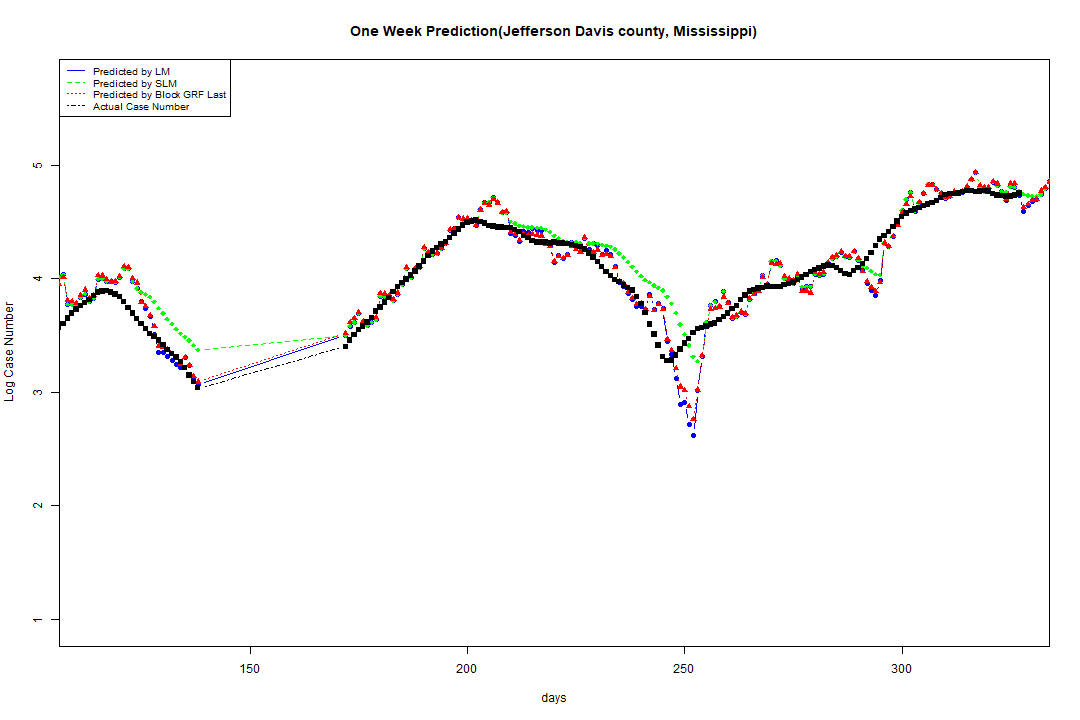 One Week Prediction(Jefferson Davis county, Mississippi)
Predicted by LM
Predicted by SLM
Predicted by Block GRF Last
Actual Case Number
5
4
3
2
1
Log Case Number
150 200 250 300
days